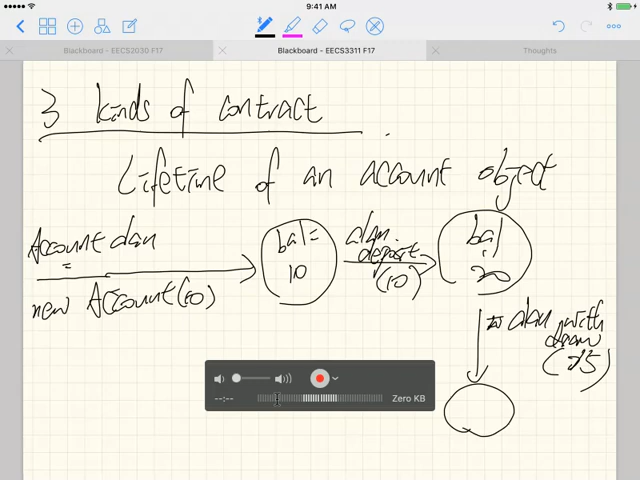 9:41 AM
Blackboard — EECS2030 F17
Blackboard — EECS3311 F17
Thoughts
3 kinds of contract
Lifetime of an account object
Account alan
=
new Account(10)
bal=
10
alan.
deposit
(10)
bal
20
alan with
draw
(25)
--:--
Zero KB